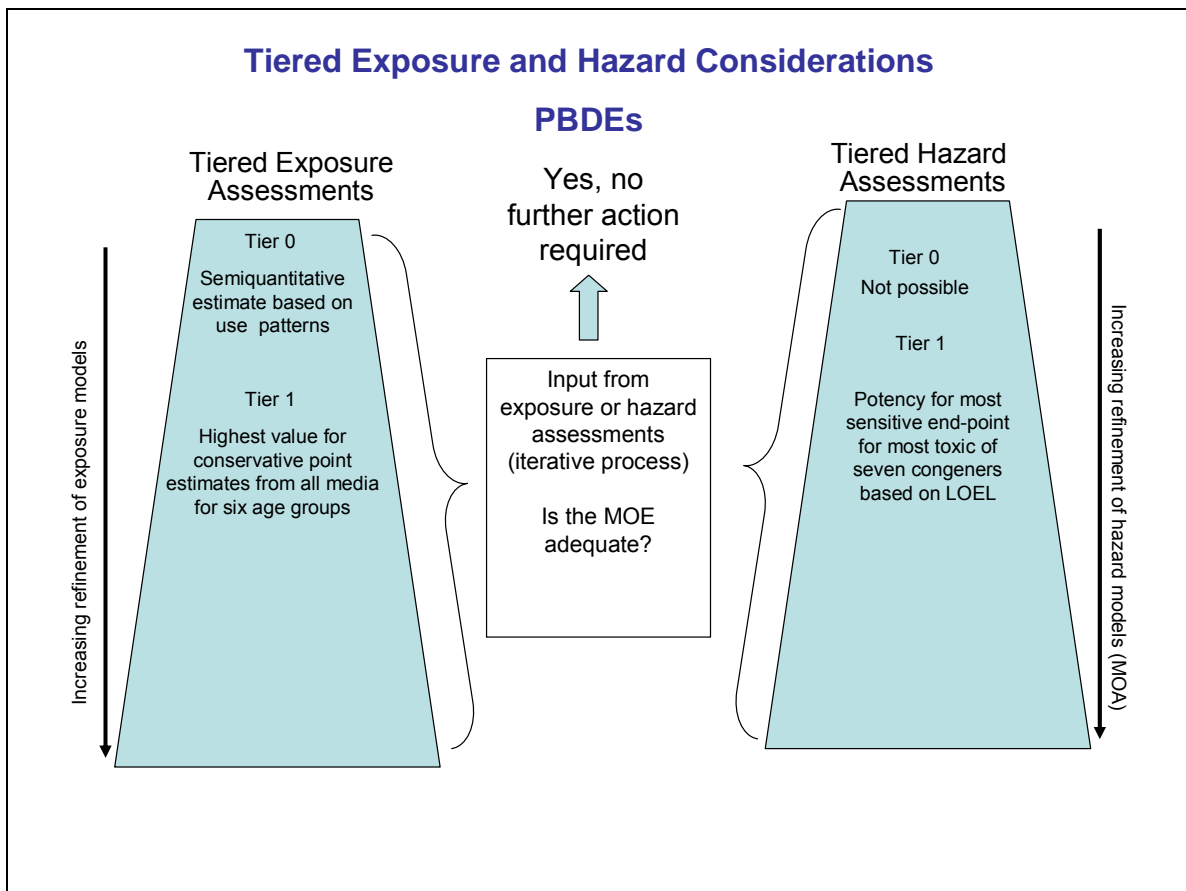 Tiered Exposure and Hazard Considerations
PBDEs
Tiered Exposure
Assessments
Tier 0
Semiquantitative
estimate based on
use patterns
Tier 1
Highest value for
conservative point
estimates from all media
for six age groups
Increasing refinement of exposure models
Yes, no
further action
required
Input from
exposure or hazard
assessments
(iterative process)
Is the MOE
adequate?
Tiered Hazard
Assessments
Tier 0
Not possible
Tier 1
Potency for most
sensitive end-point
for most toxic of
seven congeners
based on LOEL
Increasing refinement of hazard models (MOA)